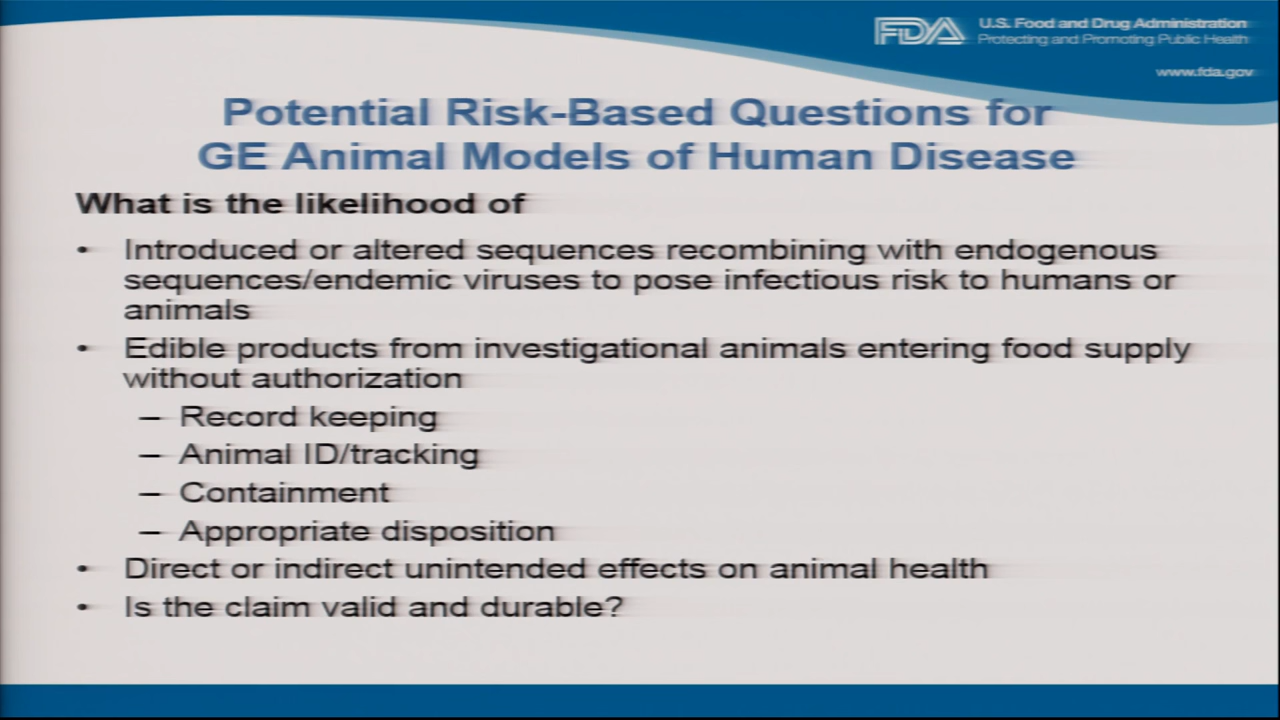 FDA U.S. Food and Drug Administration
Protecting and Promoting Public Health
www.fda.gov
Potential Risk-Based Questions for
GE Animal Models of Human Disease
What is the likelihood of
• Introduced or altered sequences recombining with endogenous
sequences/endemic viruses to pose infectious risk to humans or
animals
• Edible products from investigational animals entering food supply
without authorization
– Record keeping
– Animal ID/tracking
– Containment
– Appropriate disposition
• Direct or indirect unintended effects on animal health
• Is the claim valid and durable?